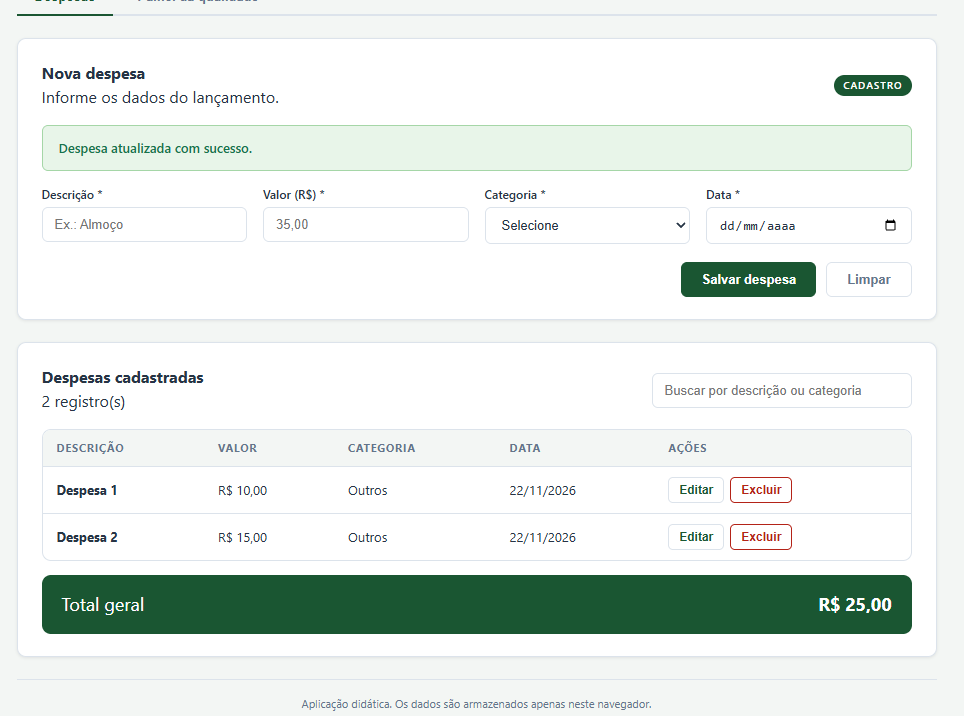 Nova despesa
Informe os dados do lançamento.
CADASTRO
Despesa atualizada com sucesso.
Descrição * Valor (R$) * Categoria * Data *
Ex.: Almoço 35,00 Selecione dd/mm/aaaa
Salvar despesa Limpar
Despesas cadastradas
2 registro(s)
Buscar por descrição ou categoria
DESCRIÇÃO VALOR CATEGORIA DATA AÇÕES
Despesa 1 R$ 10,00 Outros 22/11/2026 Editar Excluir
Despesa 2 R$ 15,00 Outros 22/11/2026 Editar Excluir
Total geral R$ 25,00
Aplicação didática. Os dados são armazenados apenas neste navegador.